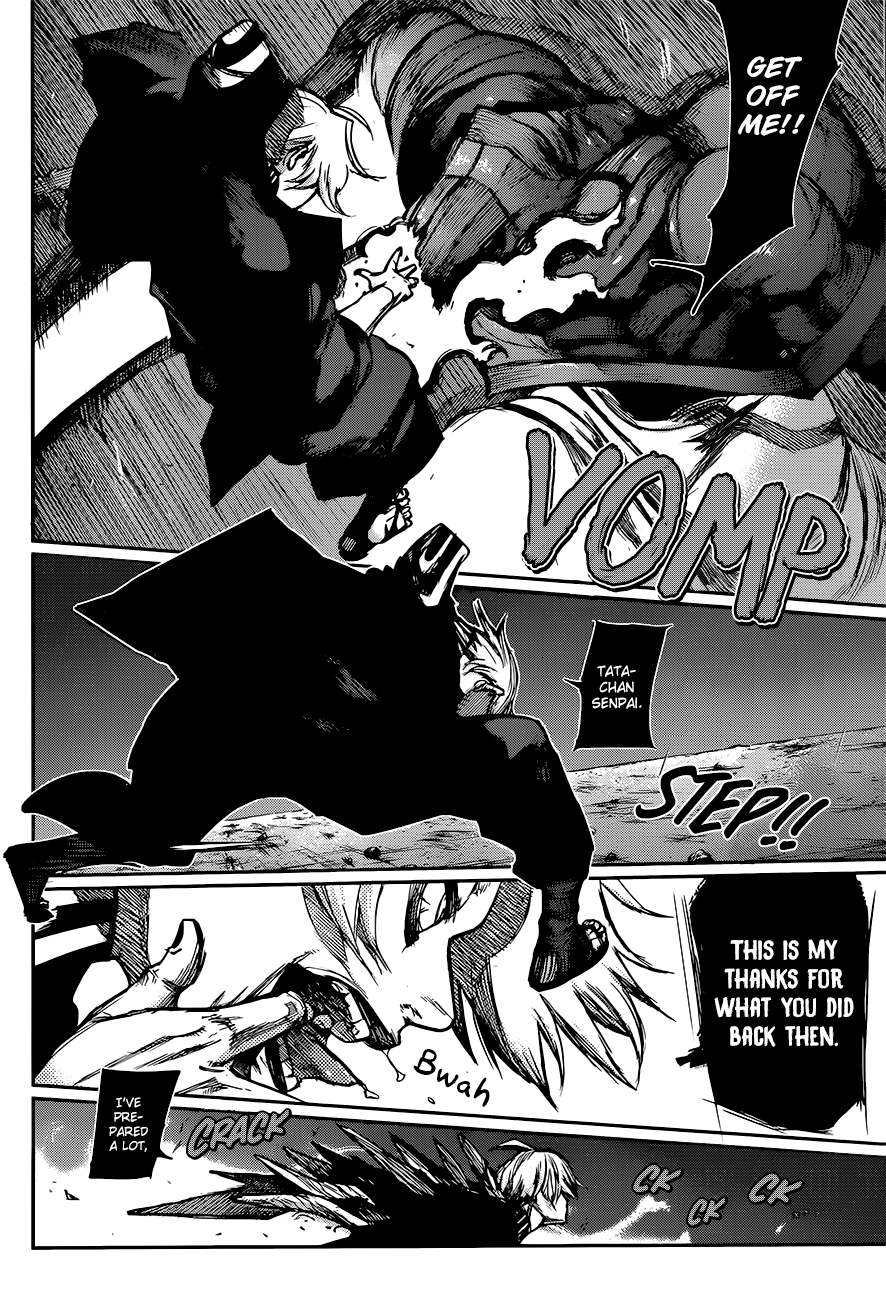 GET
OFF
ME!!
VOMP
TATA-
CHAN
SENPAI.
STEP!!
THIS IS MY
THANKS FOR
WHAT YOU DID
BACK THEN.
Bwah
I'VE
PRE-
PARED
A LOT,
CRACK
CK
CK
CK